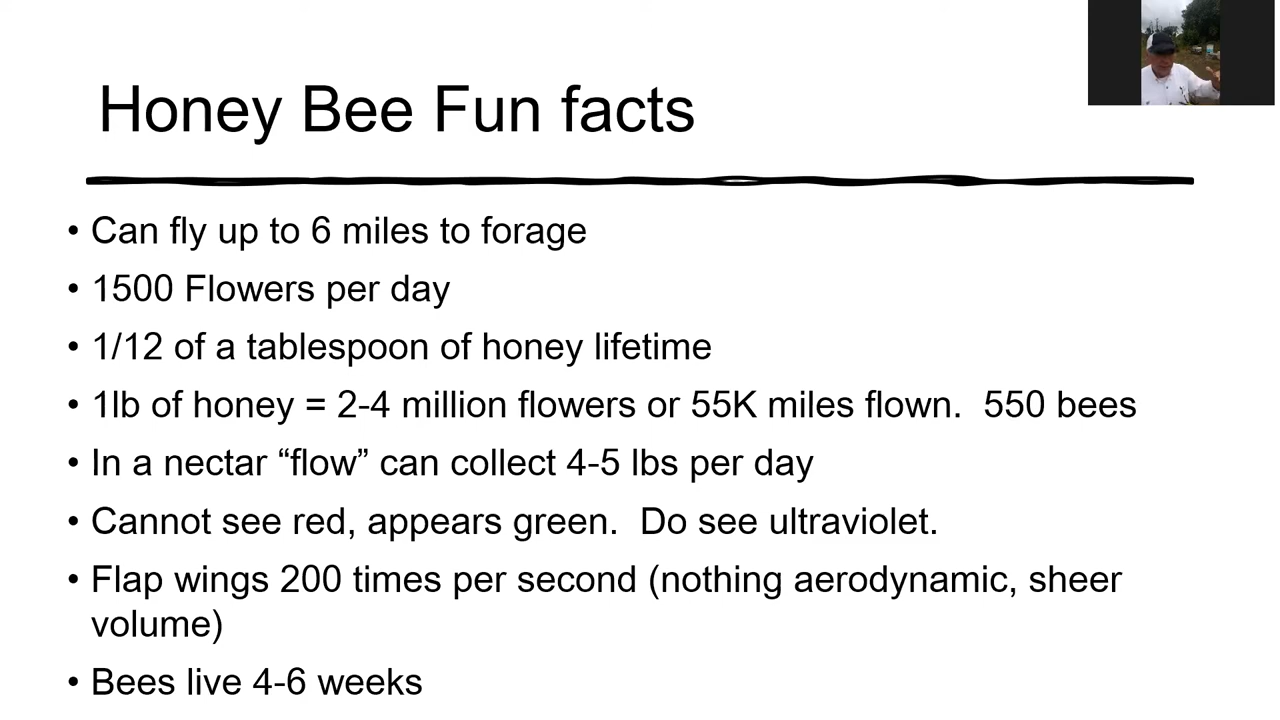 Honey Bee Fun facts
• Can fly up to 6 miles to forage
• 1500 Flowers per day
• 1/12 of a tablespoon of honey lifetime
• 1lb of honey = 2-4 million flowers or 55K miles flown.  550 bees
• In a nectar “flow” can collect 4-5 lbs per day
• Cannot see red, appears green.  Do see ultraviolet.
• Flap wings 200 times per second (nothing aerodynamic, sheer
volume)
• Bees live 4-6 weeks